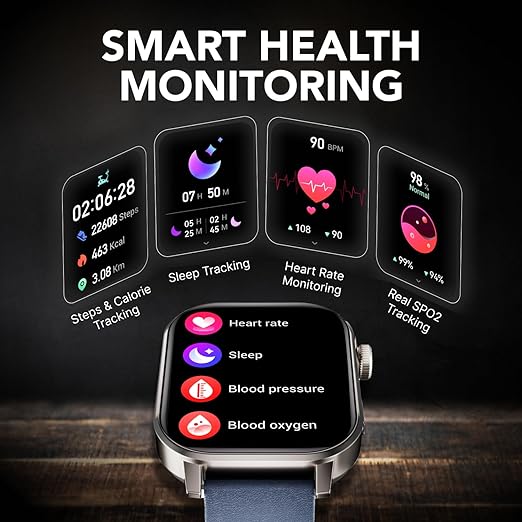 SMART HEALTH
MONITORING
02:06:28
22608 Steps
463 Kcal
3.08 Km
Steps & Calorie
Tracking
07 H 50 M
05 H 02 H
25 M 45 M
Sleep Tracking
90 BPM
108 90
Heart Rate
Monitoring
98 %
Normal
99% 94%
Real SPO2
Tracking
Heart rate
Sleep
Blood pressure
Blood oxygen